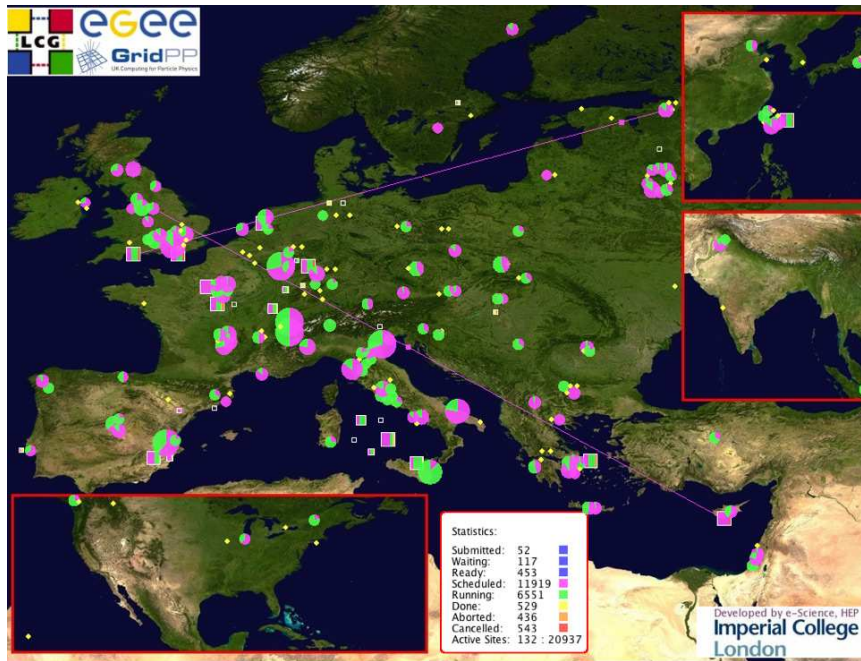 LCG
egee
GridPP
UK Computing for Particle Physics
Statistics:
Submitted: 52
Waiting: 117
Ready: 453
Scheduled: 11919
Running: 6551
Done: 529
Aborted: 436
Cancelled: 543
Active Sites: 132 : 20937
Developed by e-Science, HEP
Imperial College
London